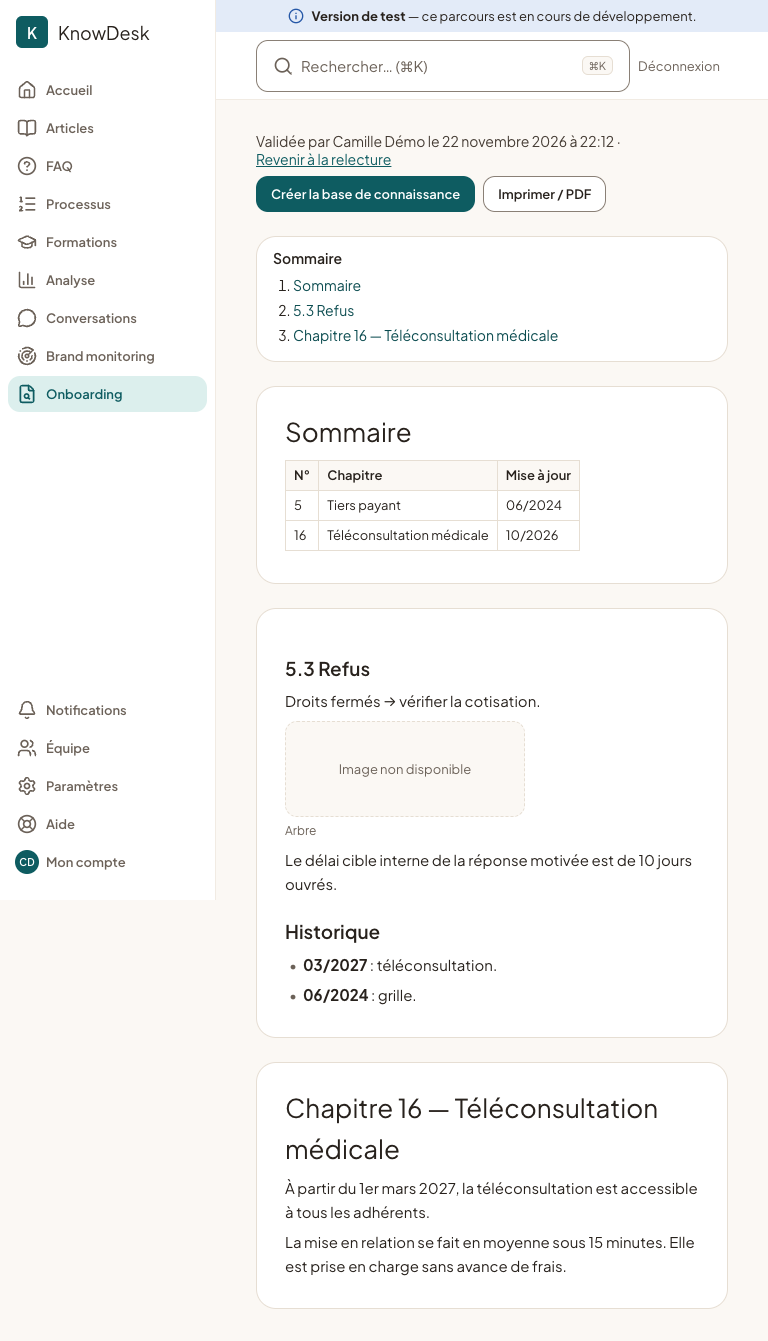 K KnowDesk
Accueil
Articles
FAQ
Processus
Formations
Analyse
Conversations
Brand monitoring
Onboarding
Notifications
Équipe
Paramètres
Aide
CD Mon compte
Version de test — ce parcours est en cours de développement.
Rechercher… (⌘K) ⌘K Déconnexion
Validée par Camille Démo le 22 novembre 2026 à 22:12 ·
Revenir à la relecture
Créer la base de connaissance Imprimer / PDF
Sommaire
1. Sommaire
2. 5.3 Refus
3. Chapitre 16 — Téléconsultation médicale
Sommaire
N° Chapitre Mise à jour
5 Tiers payant 06/2024
16 Téléconsultation médicale 10/2026
5.3 Refus
Droits fermés → vérifier la cotisation.
Image non disponible
Arbre
Le délai cible interne de la réponse motivée est de 10 jours
ouvrés.
Historique
• 03/2027 : téléconsultation.
• 06/2024 : grille.
Chapitre 16 — Téléconsultation
médicale
À partir du 1er mars 2027, la téléconsultation est accessible
à tous les adhérents.
La mise en relation se fait en moyenne sous 15 minutes. Elle
est prise en charge sans avance de frais.